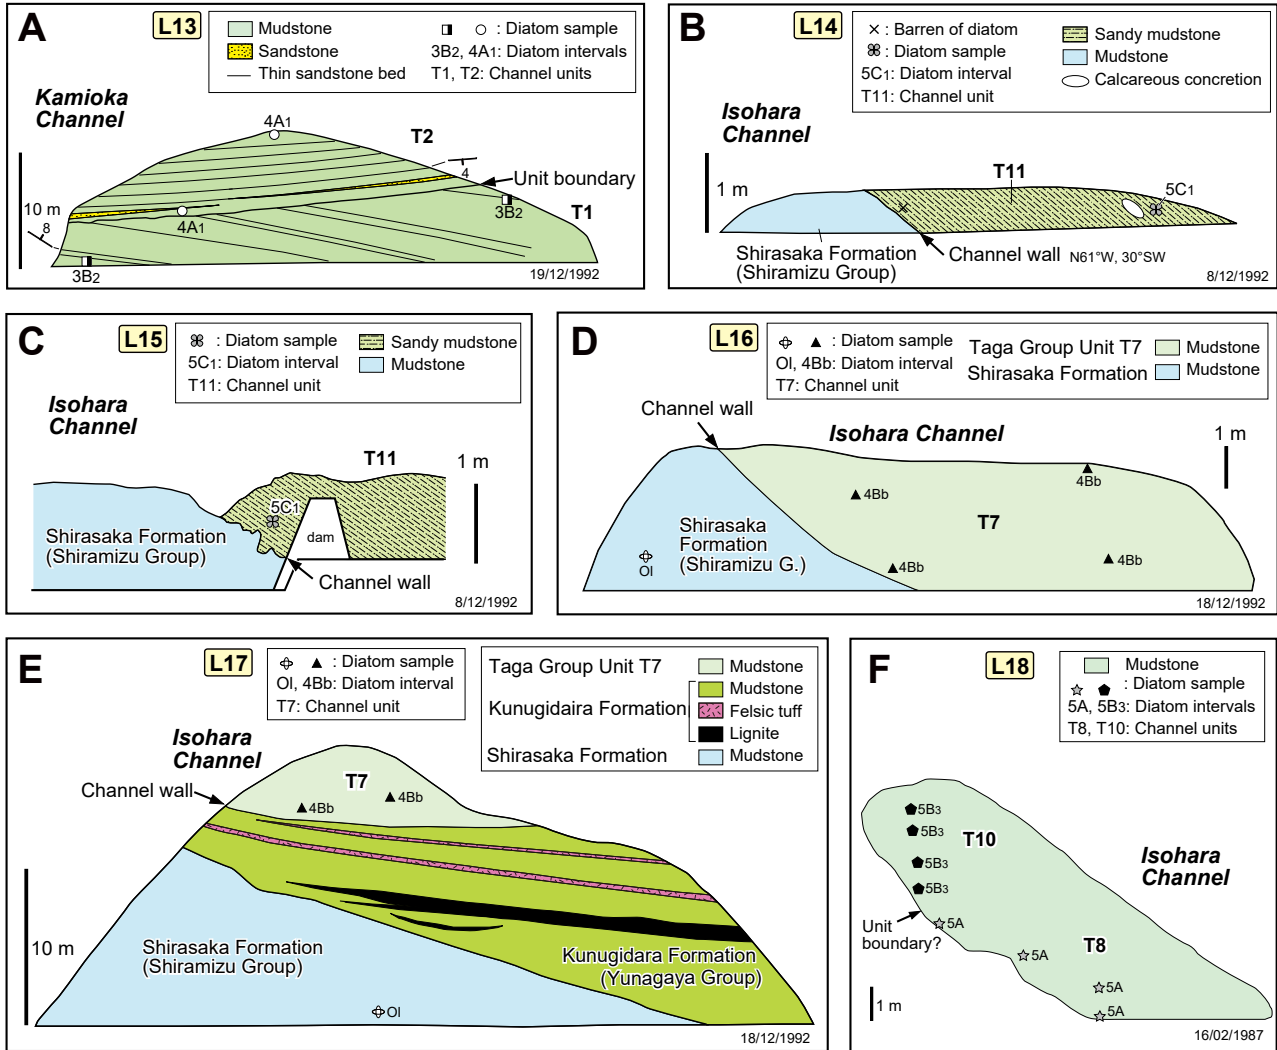 A
L13
Mudstone
Sandstone
Thin sandstone bed
: Diatom sample
3B2, 4A1: Diatom intervals
T1, T2: Channel units
Kamioka
Channel
4A1
T2
4
Unit boundary
10 m
8
4A1
3B2
T1
3B2
19/12/1992
B
L14
: Barren of diatom
: Diatom sample
5C1: Diatom interval
T11: Channel unit
Sandy mudstone
Mudstone
Calcareous concretion
Isohara
Channel
1 m
T11
5C1
Shirasaka Formation
(Shiramizu Group)
Channel wall N61°W, 30°SW
8/12/1992
C
L15
: Diatom sample
5C1: Diatom interval
T11: Channel unit
Sandy mudstone
Mudstone
Isohara
Channel
T11
1 m
5C1
dam
Shirasaka Formation
(Shiramizu Group)
Channel wall
8/12/1992
D
L16
: Diatom sample
OI, 4Bb: Diatom interval
T7: Channel unit
Taga Group Unit T7 Mudstone
Shirasaka Formation Mudstone
Channel wall
Isohara Channel
1 m
4Bb
4Bb
T7
Shirasaka
Formation
(Shiramizu G.)
OI
4Bb
4Bb
18/12/1992
E
L17
: Diatom sample
OI, 4Bb: Diatom interval
T7: Channel unit
Taga Group Unit T7 Mudstone
Mudstone
Kunugidaira Formation Felsic tuff
Lignite
Shirasaka Formation Mudstone
Isohara
Channel
Channel wall
T7
4Bb
4Bb
10 m
Shirasaka Formation
(Shiramizu Group)
Kunugidara Formation
(Yunagaya Group)
OI
18/12/1992
F
L18
Mudstone
: Diatom sample
5A, 5B3: Diatom intervals
T8, T10: Channel units
5B3
5B3
T10
5B3
5B3
Isohara
Channel
Unit
boundary?
5A
T8
5A
5A
5A
1 m
16/02/1987